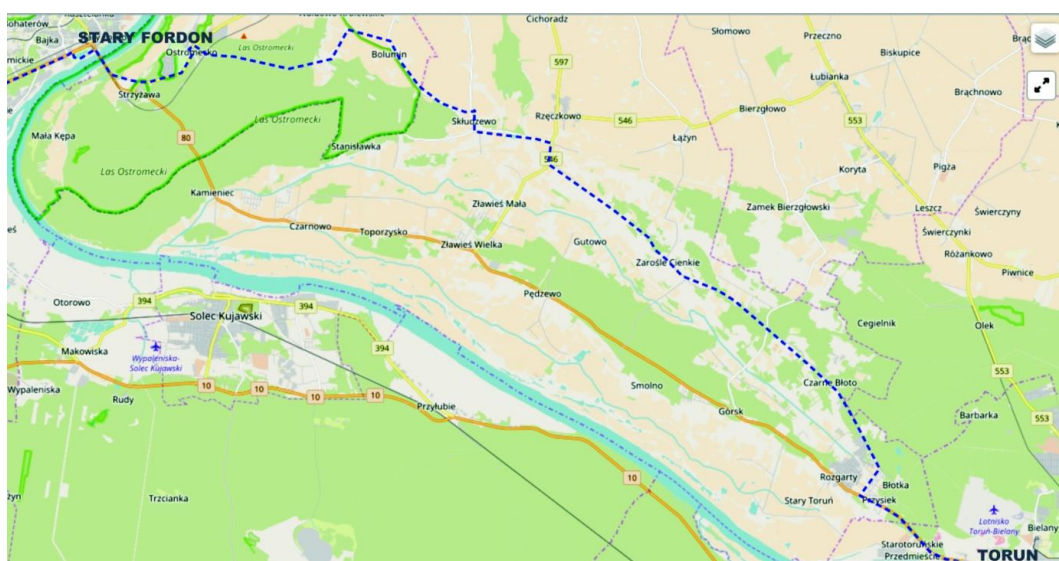 Bohaterów
Cichoradz
Słomowo
Przeczno
Bajka
STARY FORDON
Las Ostromecki
Biskupice
Ostromecko
Bolumin
597
Łubianka
Strzyżawa
Brąchnowo
Bierzgłowo
Rzęczkowo
546
553
Las Ostromecki
Skłudzewo
Mała Kępa
80
Łążyn
Stanisławka
546
Las Ostromecki
Koryta
Pigża
Kamieniec
Zławieś Mała
Zamek Bierzgłowski
Leszcz
Świerczyny
Czarnowo
Toporzysko
Świerczynki
Zławieś Wielka
Gutowo
Różankowo
Zarośle Cienkie
Piwnice
Otorowo
394
394
Pędzewo
Solec Kujawski
Cegielnik
Olek
394
Makowiska
Wypaleniska-
Solec Kujawski
553
Czarne Błoto
Wypaleniska
10
10
10
10
Smolno
Rudy
Przyłubie
Górsk
Barbarka
553
10
Rozgarty
Błotka
Trzcianka
Stary Toruń
Przysiek
Lotnisko
Toruń-Bielany
Bielany
Starotoruńskie
Przedmieście
TORUŃ